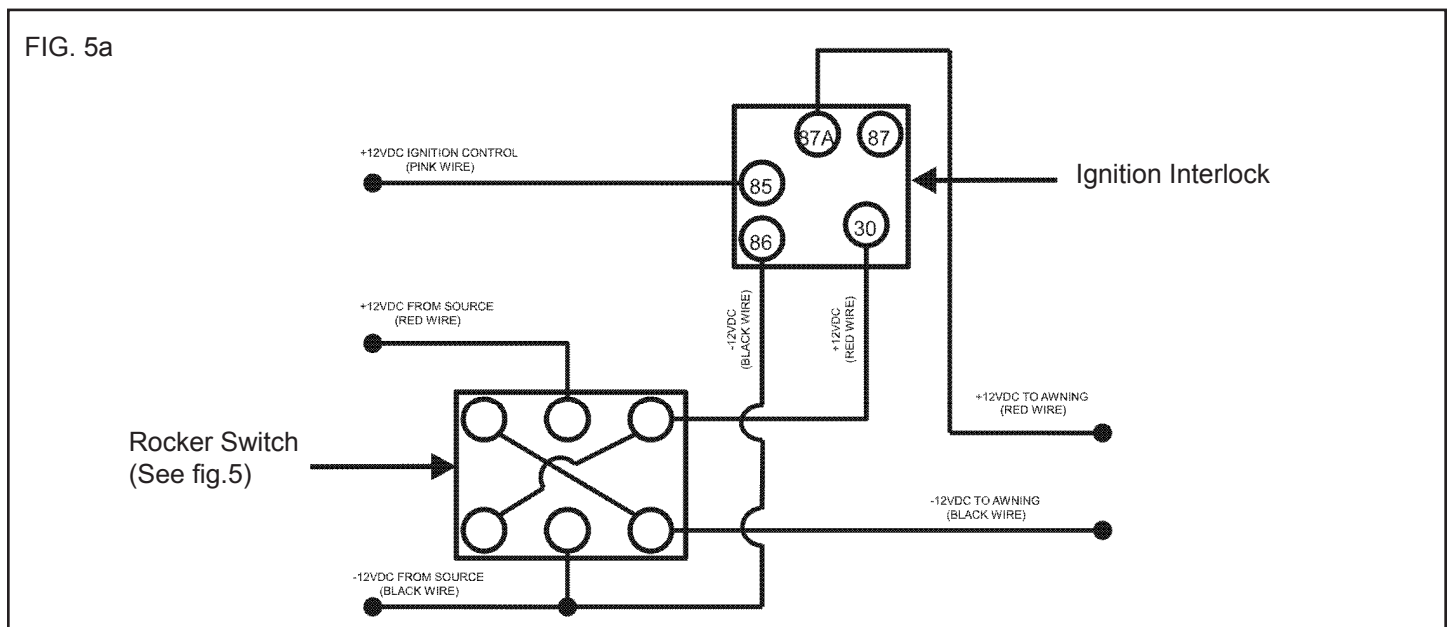 FIG. 5a
87A
87
+12VDC IGNITION CONTROL
(PINK WIRE)
85
Ignition Interlock
86
30
+12VDC FROM SOURCE
(RED WIRE)
-12VDC
(BLACK WIRE)
+12VDC
(RED WIRE)
+12VDC TO AWNING
(RED WIRE)
Rocker Switch
(See fig.5)
-12VDC TO AWNING
(BLACK WIRE)
-12VDC FROM SOURCE
(BLACK WIRE)